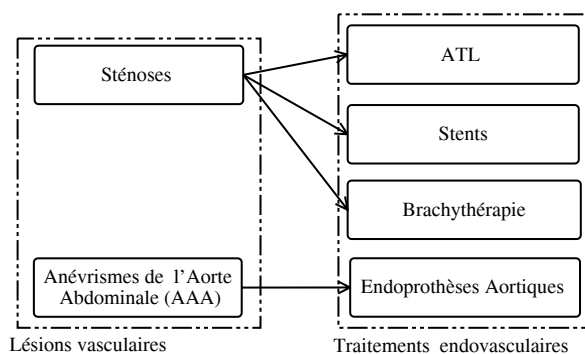 Sténoses
Anévrismes de l'Aorte
Abdominale (AAA)
Lésions vasculaires
ATL
Stents
Brachythérapie
Endoprothèses Aortiques
Traitements endovasculaires